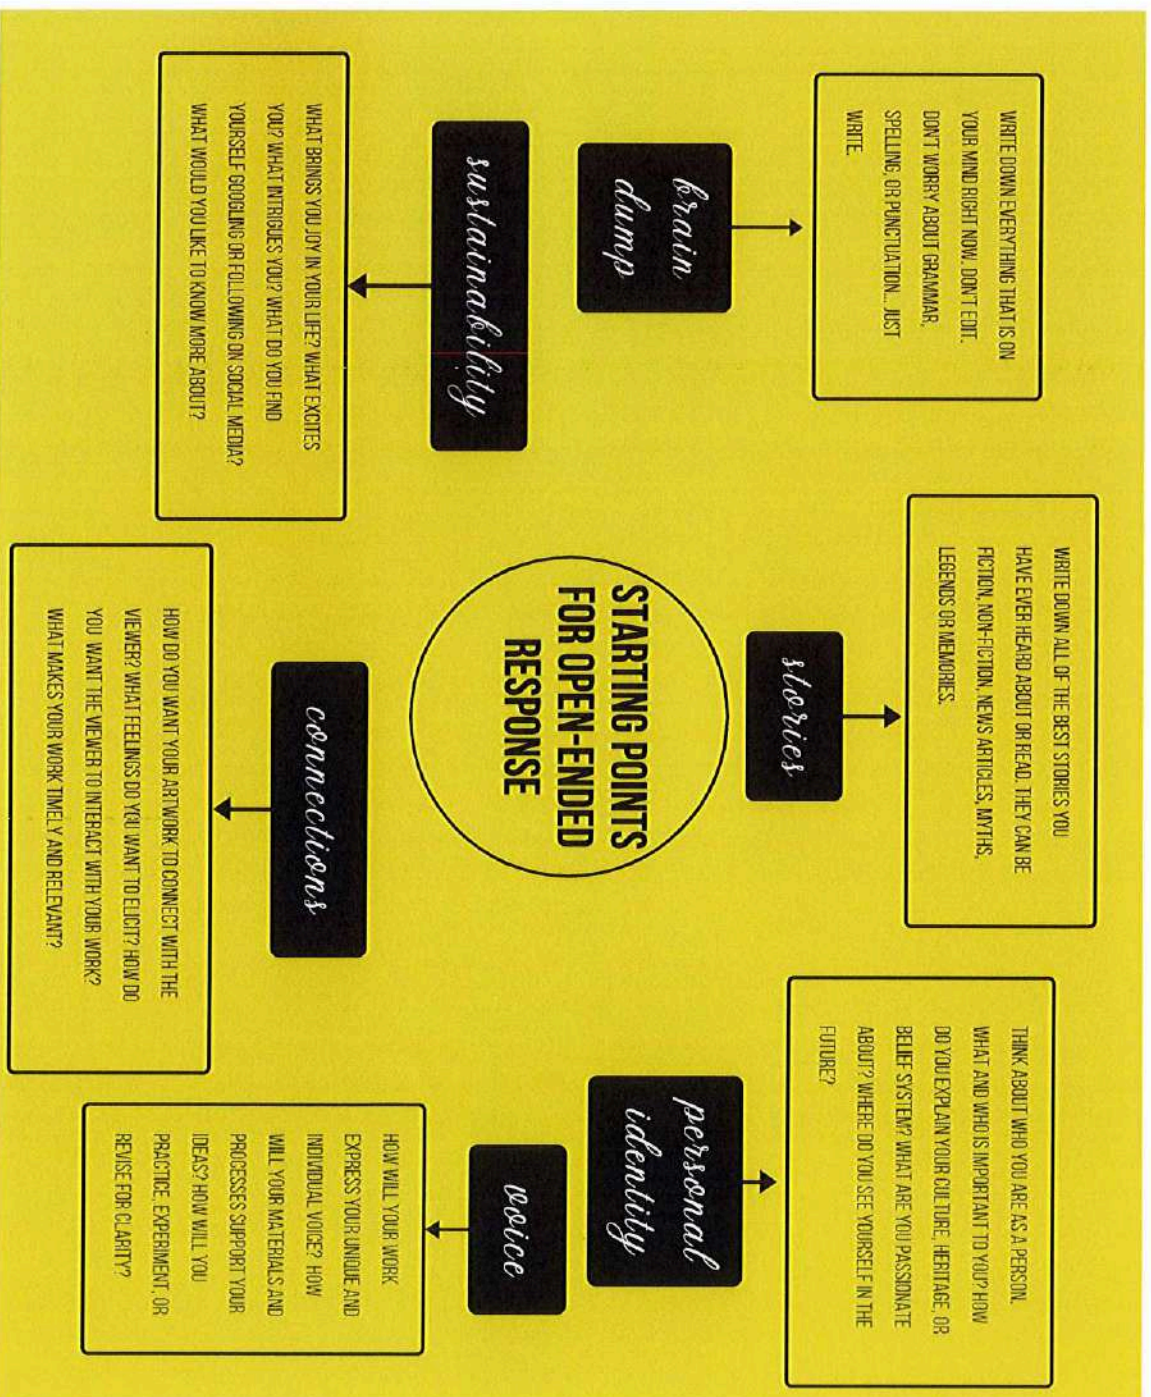 WRITE DOWN EVERYTHING THAT IS ON
YOUR MIND RIGHT NOW. DON'T EDIT.
DON'T WORRY ABOUT GRAMMAR,
SPELLING, OR PUNCTUATION... JUST
WRITE.
brain
dump
WRITE DOWN ALL OF THE BEST STORIES YOU
HAVE EVER HEARD ABOUT OR READ. THEY CAN BE
FICTION, NON-FICTION, NEWS ARTICLES, MYTHS,
LEGENDS OR MEMORIES.
stories
THINK ABOUT WHO YOU ARE AS A PERSON.
WHAT AND WHO IS IMPORTANT TO YOU? HOW
DO YOU EXPLAIN YOUR CULTURE, HERITAGE, OR
BELIEF SYSTEM? WHAT ARE YOU PASSIONATE
ABOUT? WHERE DO YOU SEE YOURSELF IN THE
FUTURE?
personal
identity
STARTING POINTS
FOR OPEN-ENDED
RESPONSE
sustainability
WHAT BRINGS YOU JOY IN YOUR LIFE? WHAT EXCITES
YOU? WHAT INTRIGUES YOU? WHAT DO YOU FIND
YOURSELF GOOGLING OR FOLLOWING ON SOCIAL MEDIA?
WHAT WOULD YOU LIKE TO KNOW MORE ABOUT?
connections
HOW DO YOU WANT YOUR ARTWORK TO CONNECT WITH THE
VIEWER? WHAT FEELINGS DO YOU WANT TO ELICIT? HOW DO
YOU WANT THE VIEWER TO INTERACT WITH YOUR WORK?
WHAT MAKES YOUR WORK TIMELY AND RELEVANT?
voice
HOW WILL YOUR WORK
EXPRESS YOUR UNIQUE AND
INDIVIDUAL VOICE? HOW
WILL YOUR MATERIALS AND
PROCESSES SUPPORT YOUR
IDEAS? HOW WILL YOU
PRACTICE, EXPERIMENT, OR
REVISE FOR CLARITY?